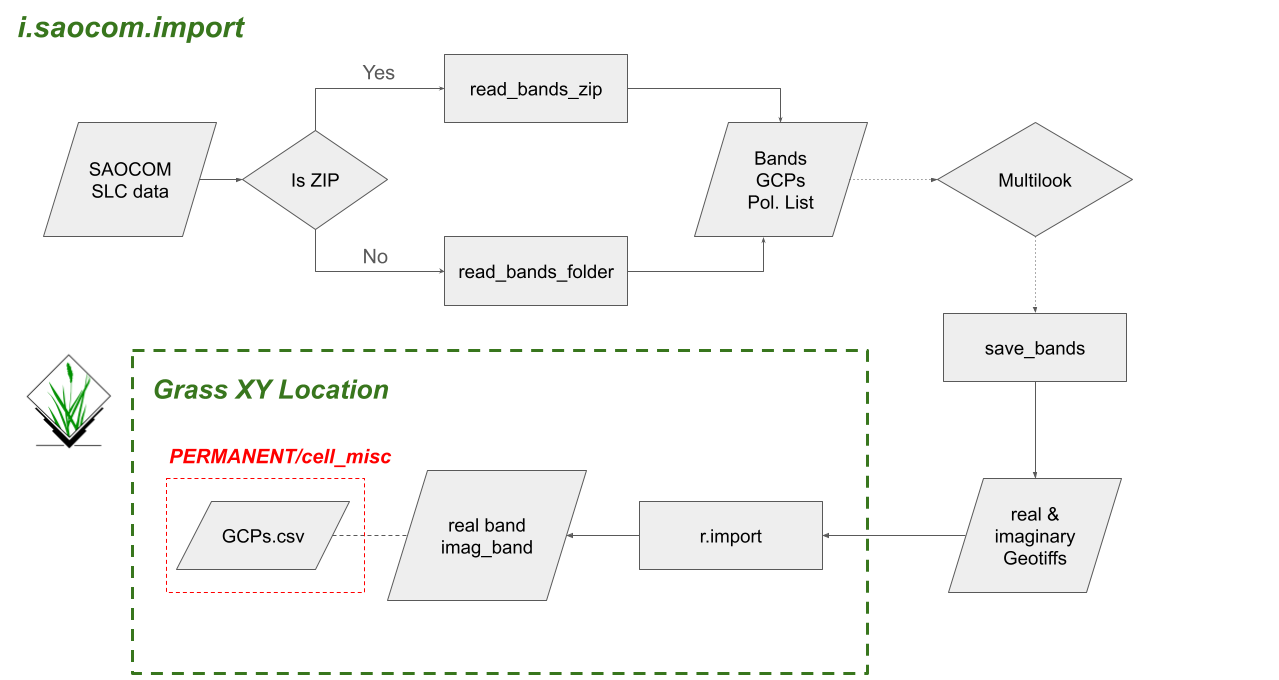 i.saocom.import
Yes
read_bands_zip
SAOCOM
SLC data
Is ZIP
Bands
GCPs
Pol. List
Multilook
No
read_bands_folder
save_bands
Grass XY Location
PERMANENT/cell_misc
GCPs.csv
real band
imag_band
r.import
real &
imaginary
Geotiffs